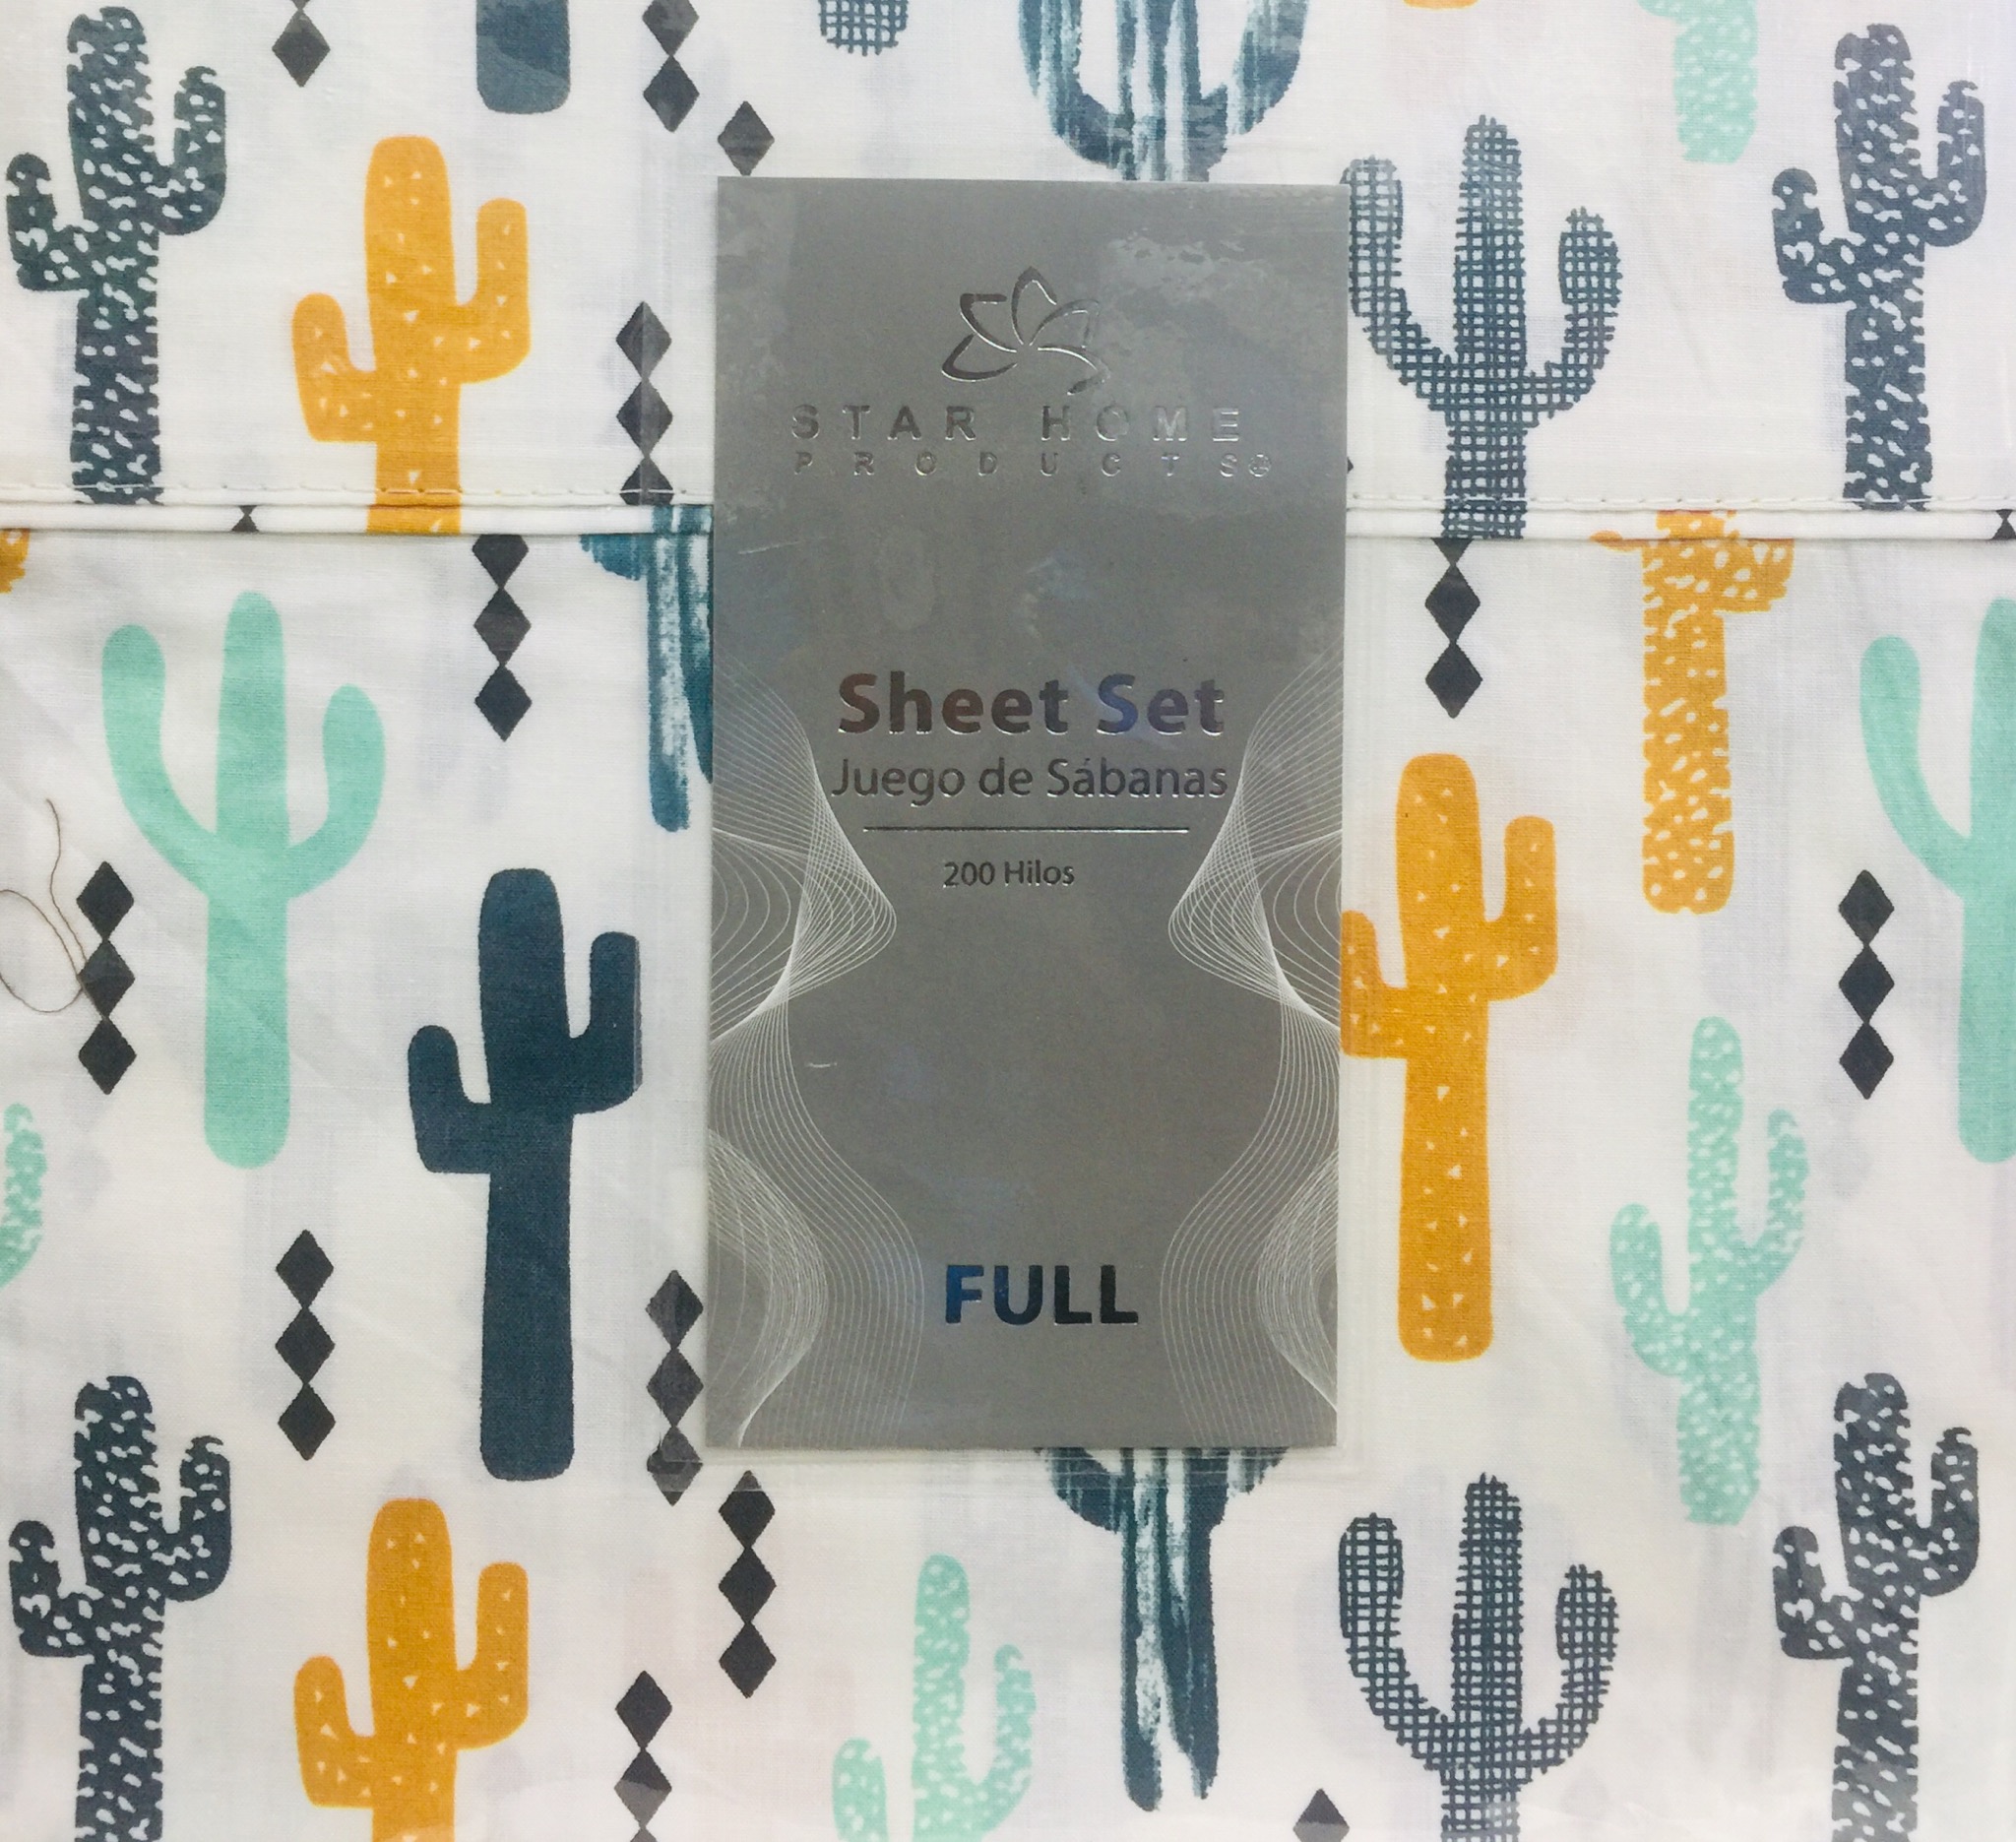 STAR HOME
PRODUCTS®
Sheet Set
Juego de Sábanas
200 Hilos
FULL